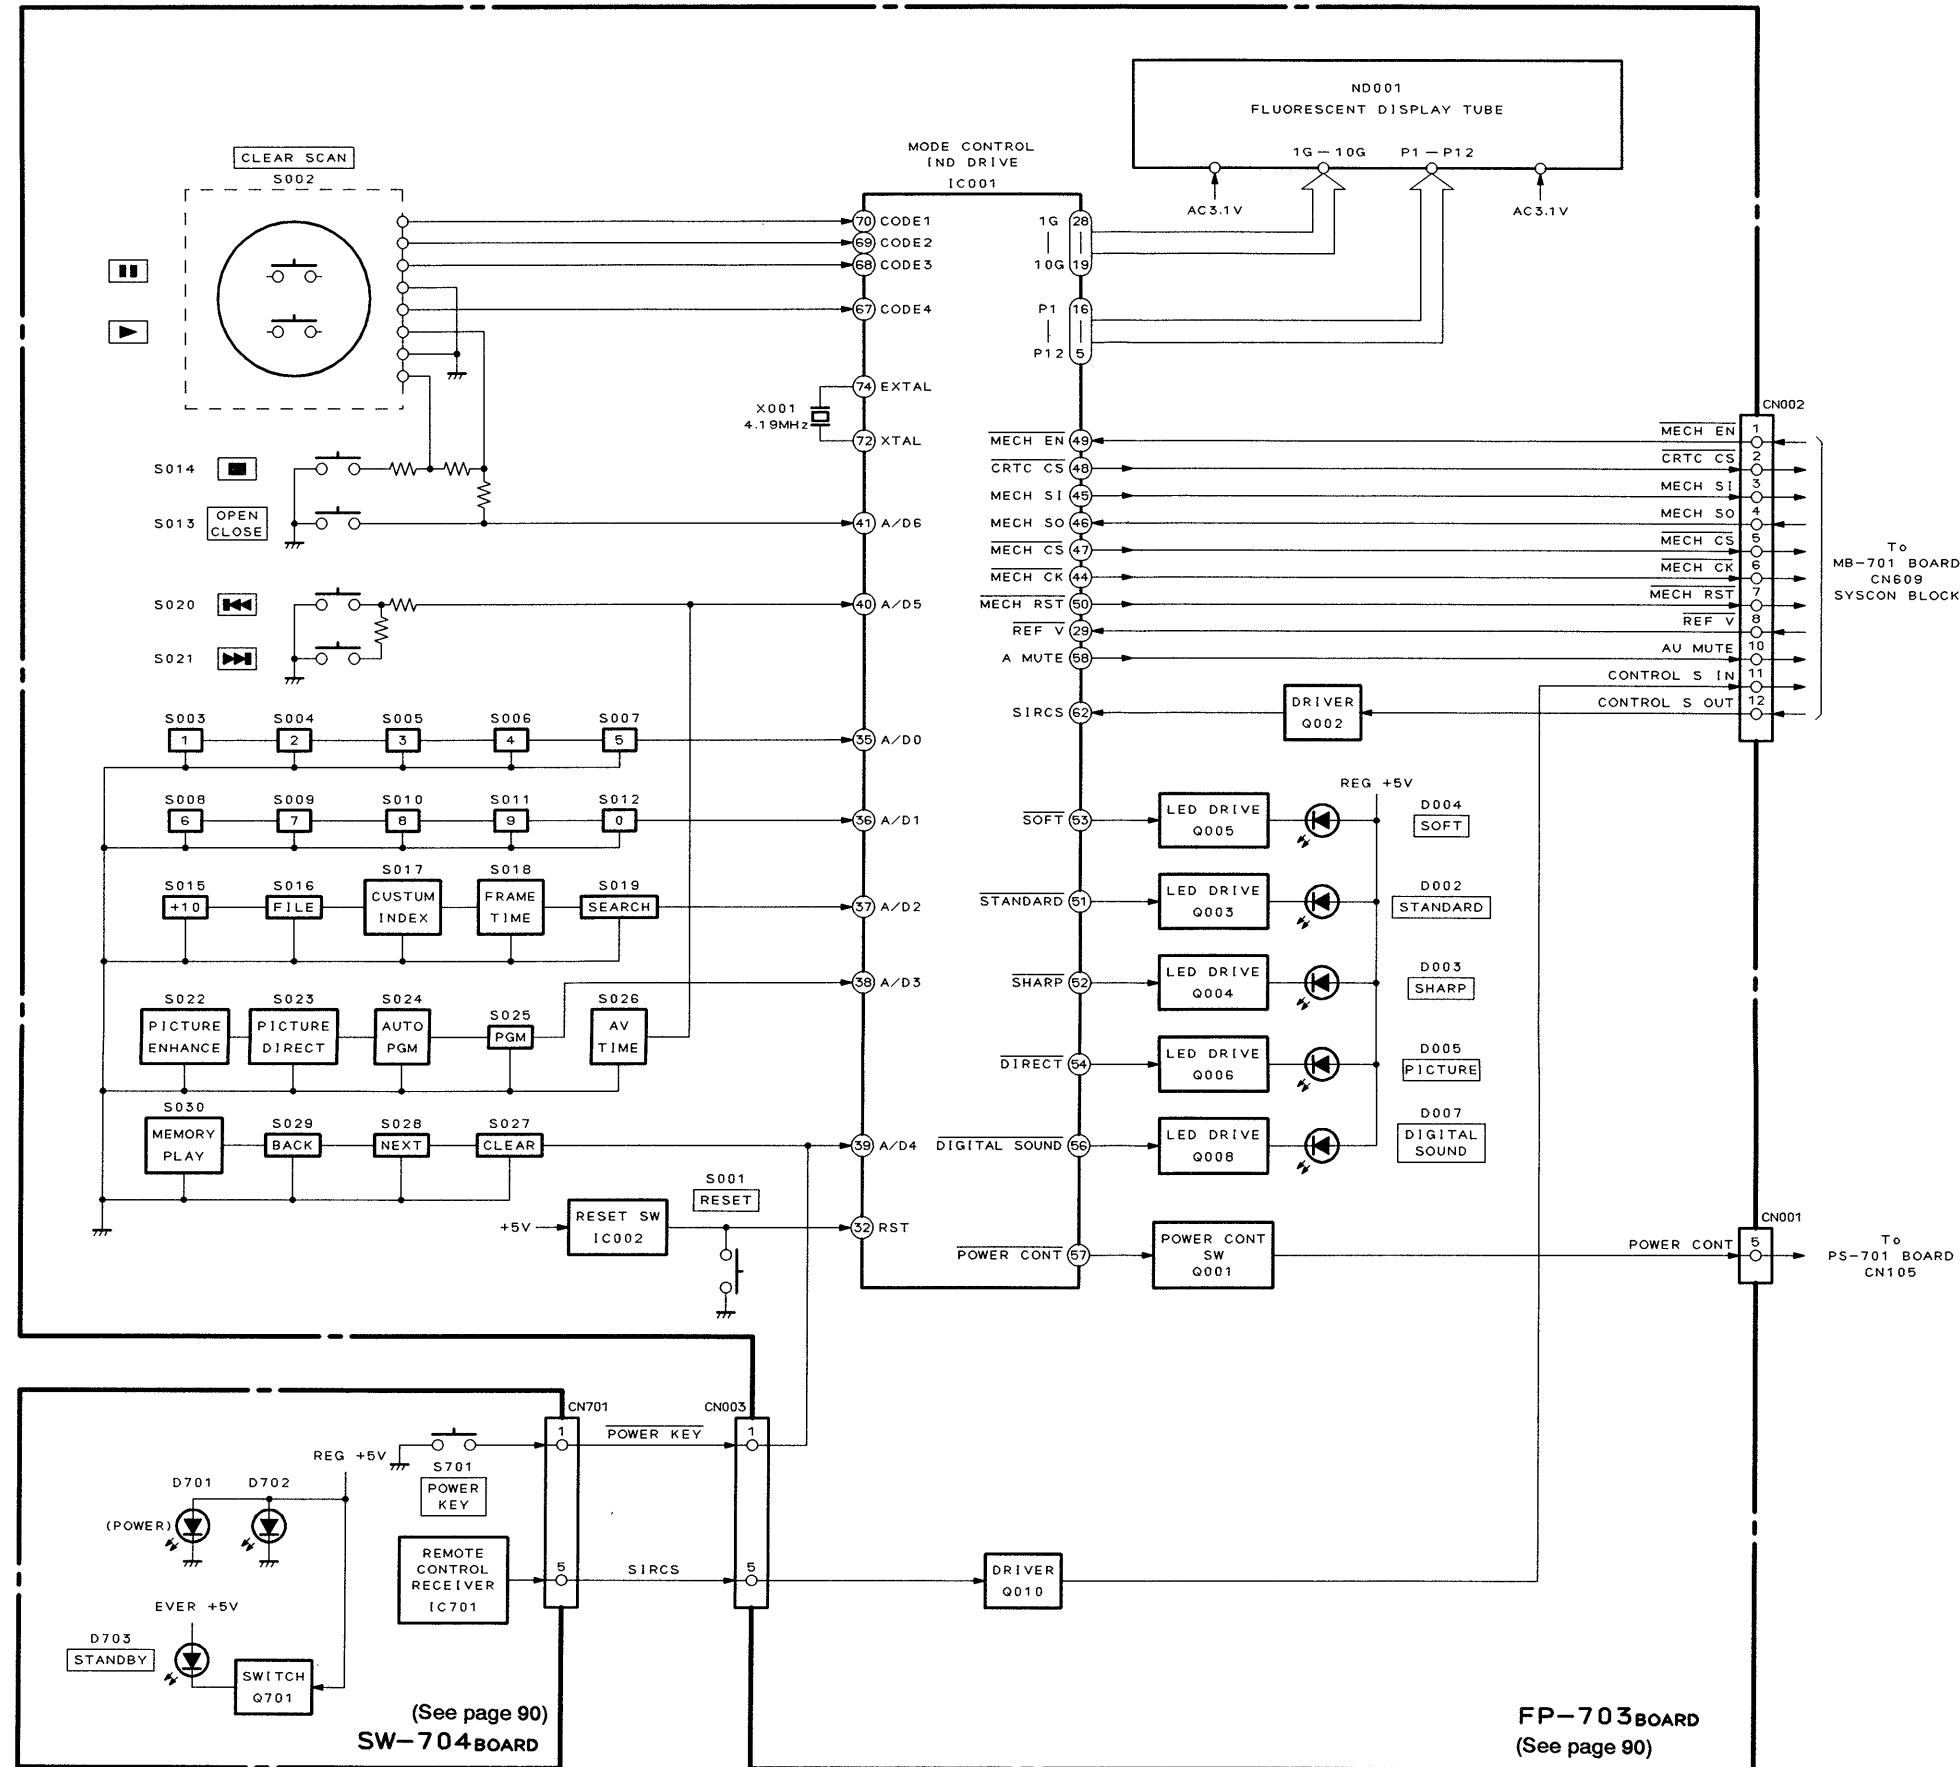 ND001
FLUORESCENT DISPLAY TUBE
1G—10G P1—P12
AC3.1V AC3.1V
CLEAR SCAN
S002
MODE CONTROL
IND DRIVE
IC001
70 CODE1
69 CODE2
68 CODE3
67 CODE4
74 EXTAL
72 XTAL
X001
4.19MHz
1G 28
10G 19
P1 16
P12 5
S014
S013 OPEN
CLOSE
41 A/D6
S020
S021
40 A/D5
MECH EN 49
CRTC CS 48
MECH SI 45
MECH SO 46
MECH CS 47
MECH CK 44
MECH RST 50
REF V 29
A MUTE 58
SIRCS 62
CN002
MECH EN 1
CRTC CS 2
MECH SI 3
MECH SO 4
MECH CS 5
MECH CK 6
MECH RST 7
REF V 8
AU MUTE 10
CONTROL S IN 11
CONTROL S OUT 12
To
MB-701 BOARD
CN609
SYSCON BLOCK
DRIVER
Q002
S003 S004 S005 S006 S007
1 2 3 4 5
35 A/D0
S008 S009 S010 S011 S012
6 7 8 9 0
36 A/D1
S015 S016 S017 S018 S019
+10 FILE CUSTUM
INDEX FRAME
TIME SEARCH
37 A/D2
38 A/D3
S022 S023 S024 S025 S026
PICTURE
ENHANCE PICTURE
DIRECT AUTO
PGM PGM AV
TIME
S030 S029 S028 S027
MEMORY
PLAY BACK NEXT CLEAR
39 A/D4
S001
RESET
+5V RESET SW
IC002
32 RST
REG +5V
SOFT 53 LED DRIVE
Q005
D004
SOFT
STANDARD 51 LED DRIVE
Q003
D002
STANDARD
SHARP 52 LED DRIVE
Q004
D003
SHARP
DIRECT 54 LED DRIVE
Q006
D005
PICTURE
DIGITAL SOUND 56 LED DRIVE
Q008
D007
DIGITAL
SOUND
POWER CONT 57 POWER CONT
SW
Q001
POWER CONT
CN001
5
To
PS-701 BOARD
CN105
CN701 CN003
1 POWER KEY 1
REG +5V
S701
POWER
KEY
D701 D702
(POWER)
REMOTE
CONTROL
RECEIVER
IC701
5 SIRCS 5
DRIVER
Q010
EVER +5V
D703
STANDBY
SWITCH
Q701
(See page 90)
SW-704 BOARD
FP-703 BOARD
(See page 90)